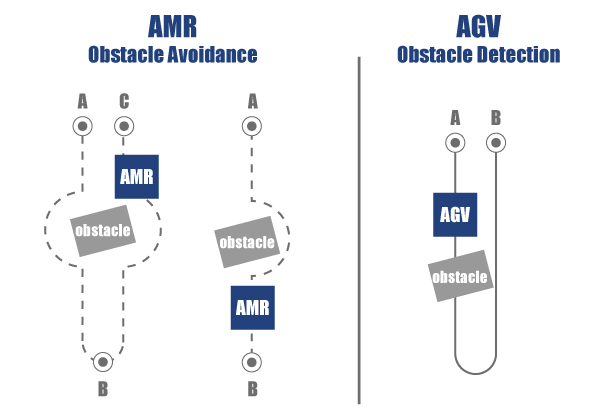 AMR
Obstacle Avoidance
A
C
AMR
obstacle
B
A
obstacle
AMR
B
AGV
Obstacle Detection
A
B
AGV
obstacle